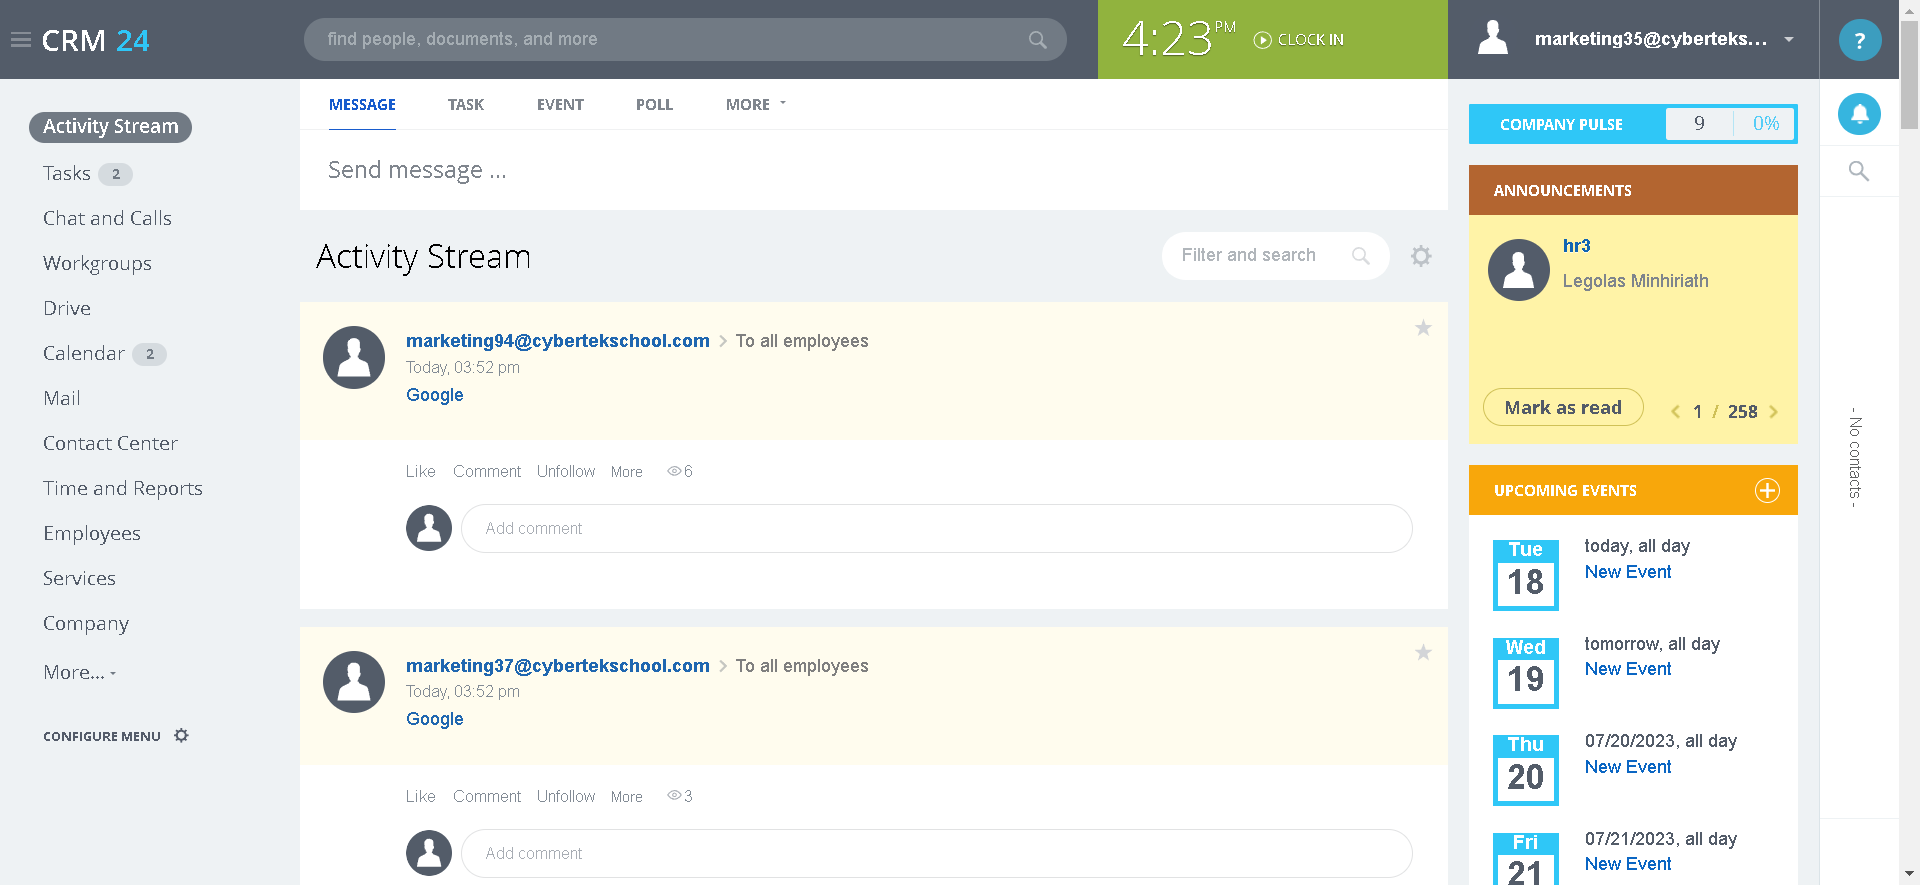 CRM 24
find people, documents, and more
4:23 PM
CLOCK IN
marketing35@cyberteks...
?
Activity Stream
Tasks 2
Chat and Calls
Workgroups
Drive
Calendar 2
Mail
Contact Center
Time and Reports
Employees
Services
Company
More...
CONFIGURE MENU
MESSAGE TASK EVENT POLL MORE
Send message ...
Activity Stream
Filter and search
marketing94@cybertekschool.com To all employees
Today, 03:52 pm
Google
Like Comment Unfollow More 6
Add comment
marketing37@cybertekschool.com To all employees
Today, 03:52 pm
Google
Like Comment Unfollow More 3
Add comment
COMPANY PULSE 9 0%
ANNOUNCEMENTS
hr3
Legolas Minhiriath
Mark as read 1 / 258
UPCOMING EVENTS
Tue
18
today, all day
New Event
Wed
19
tomorrow, all day
New Event
Thu
20
07/20/2023, all day
New Event
Fri
21
07/21/2023, all day
New Event
- No contacts -